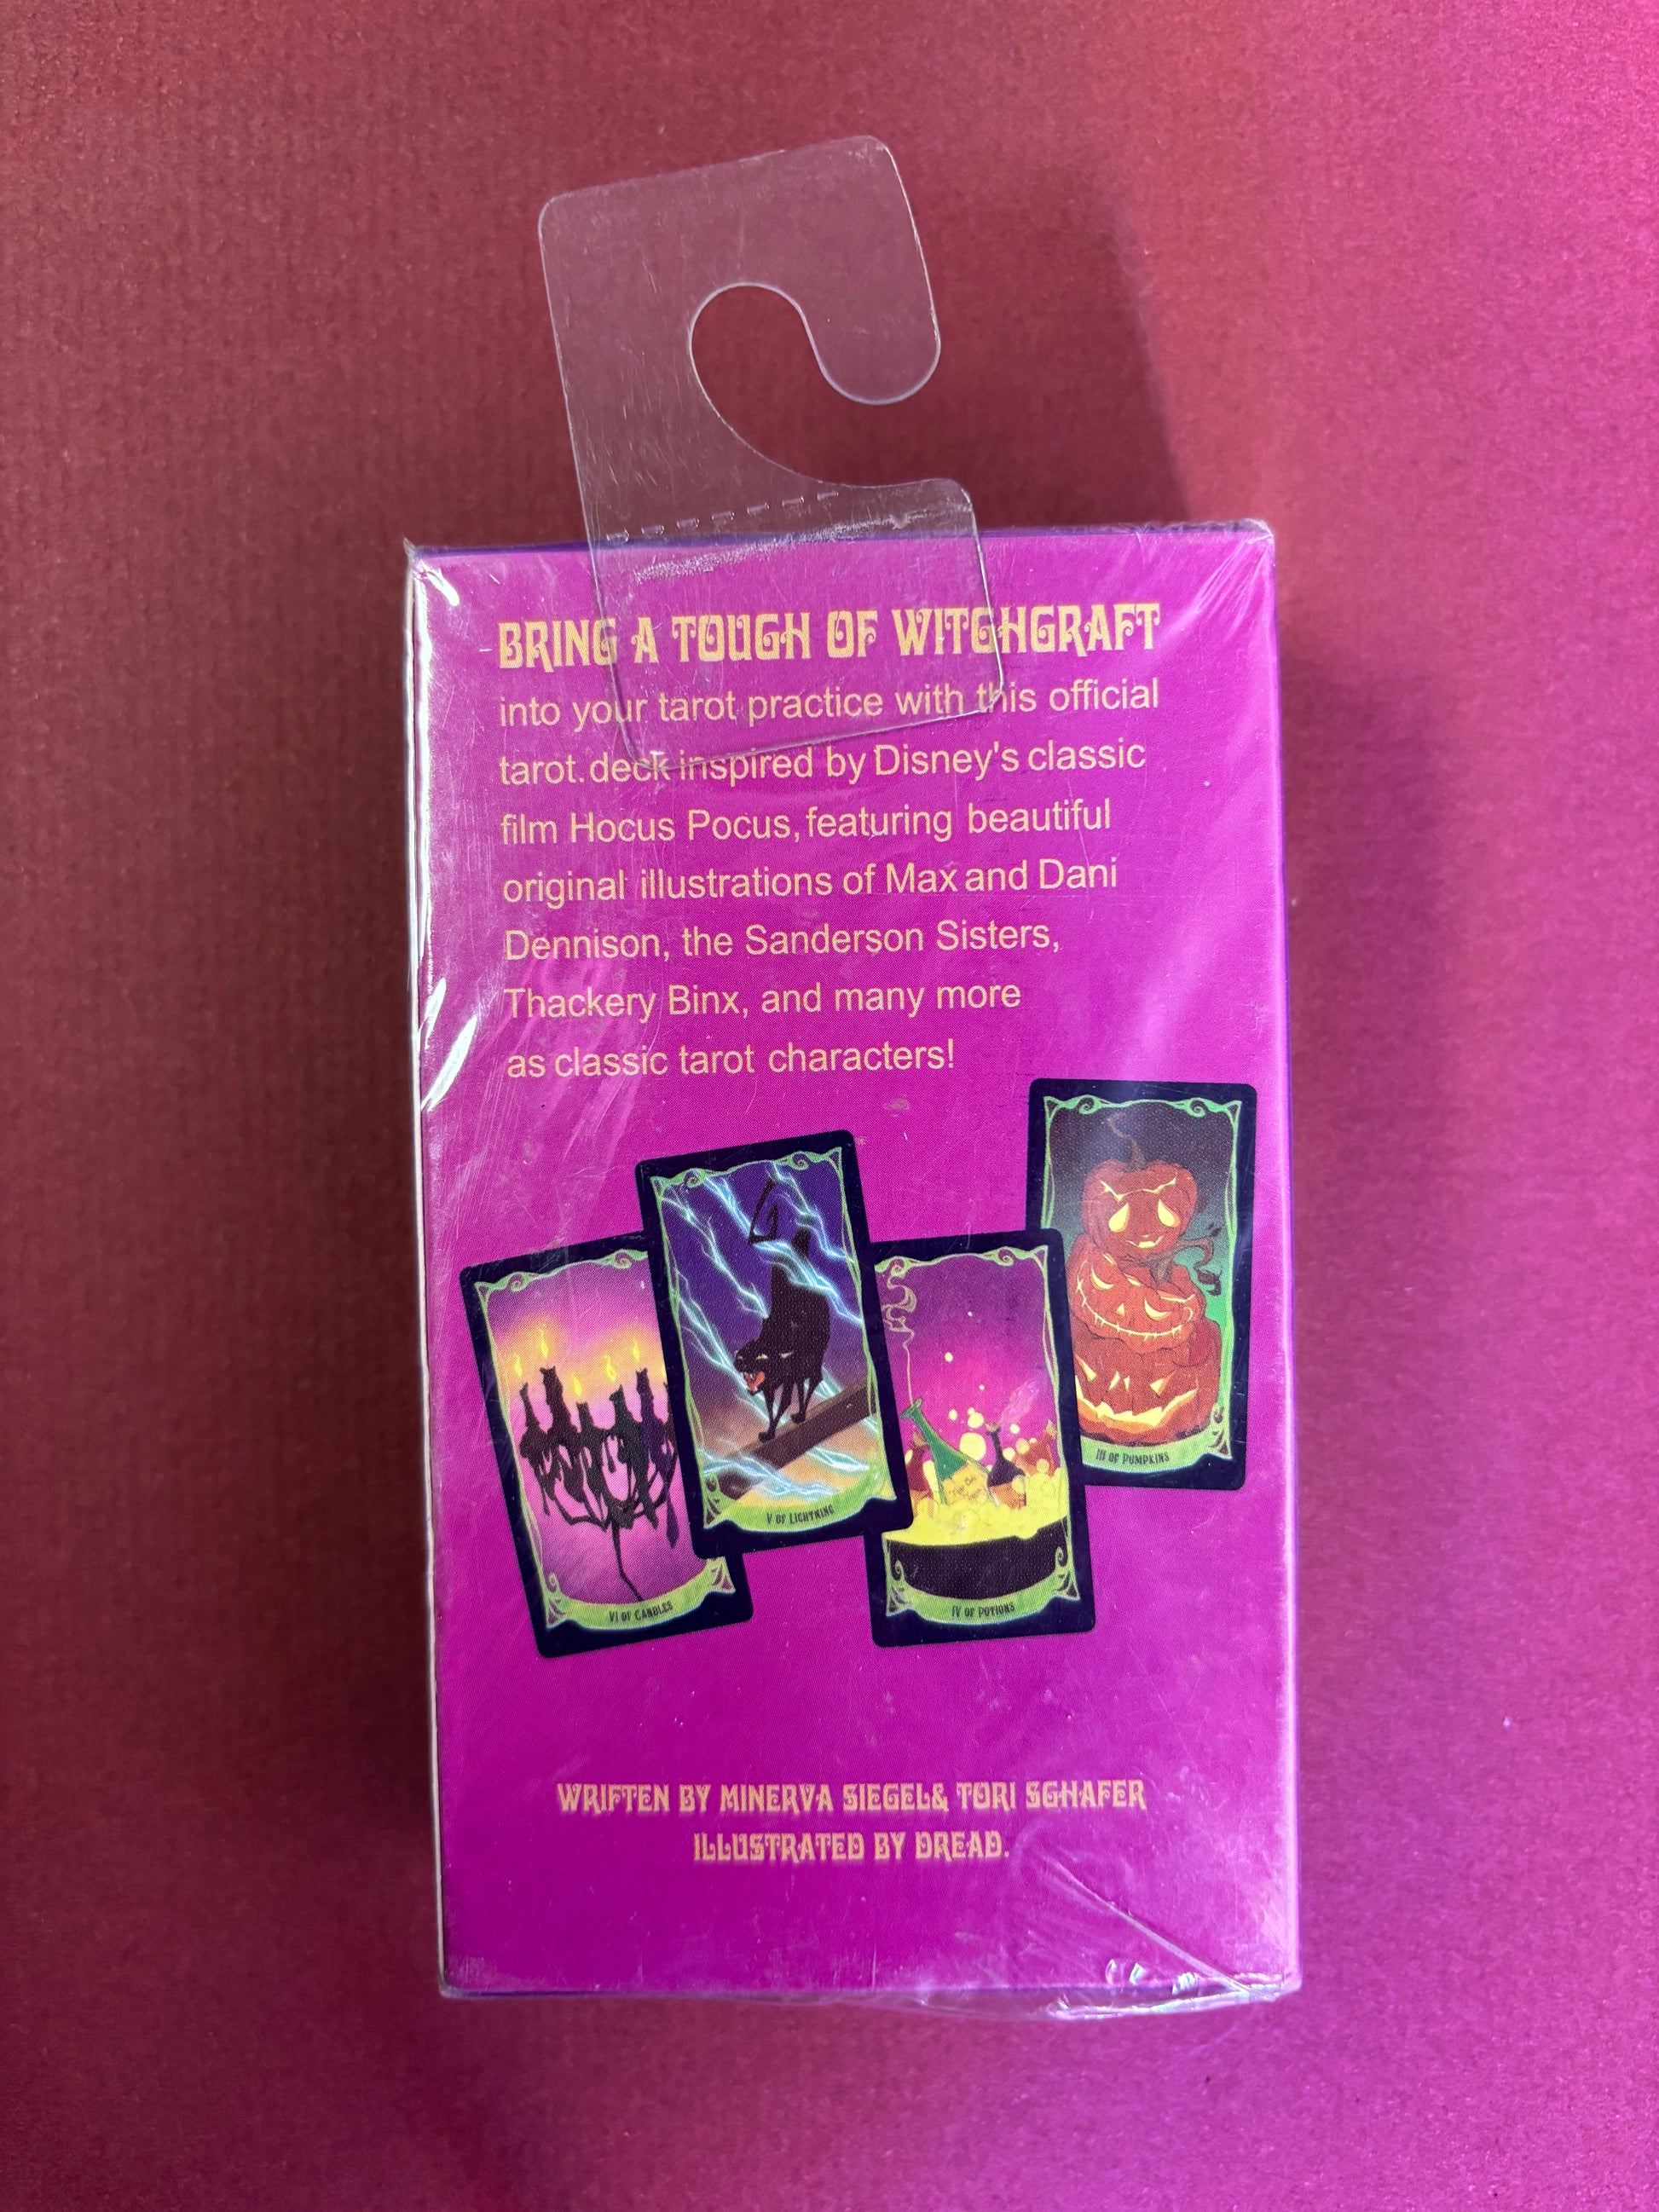 BRING A TOUGH OF WITGHGRAFT
into your tarot practice with this official
tarot.deck inspired by Disney's classic
film Hocus Pocus, featuring beautiful
original illustrations of Max and Dani
Dennison, the Sanderson Sisters,
Thackery Binx, and many more
as classic tarot characters!
VI OF CANDLES
V OF LIGHTNING
IV OF POTIONS
III OF PUMPKINS
WRIFTEN BY MINERVA SIEGEL& TORI SGHAFER
ILLUSTRATED BY DREAD.